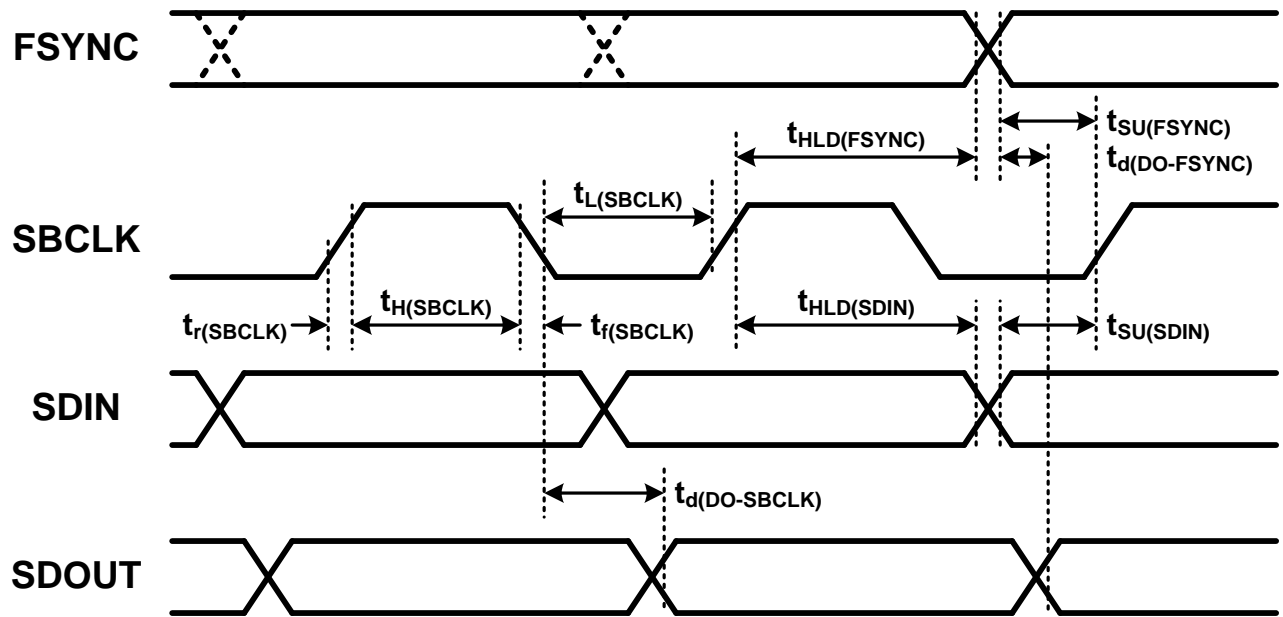 FSYNC
tSU(FSYNC)
tHLD(FSYNC)
td(DO-FSYNC)
tL(SBCLK)
SBCLK
tH(SBCLK)
tHLD(SDIN)
tr(SBCLK)
tf(SBCLK)
tSU(SDIN)
SDIN
td(DO-SBCLK)
SDOUT